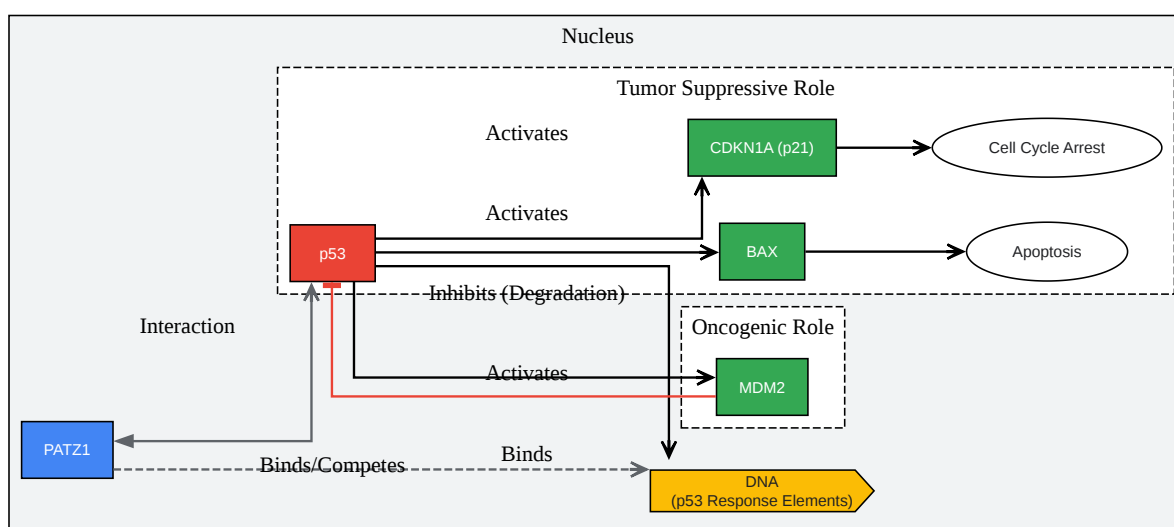 Nucleus
Tumor Suppressive Role
Activates
CDKN1A (p21)
Cell Cycle Arrest
Activates
p53
BAX
Apoptosis
Inhibits (Degradation)
Interaction
Oncogenic Role
Activates
MDM2
PATZ1
Binds/Competes
Binds
DNA
(p53 Response Elements)